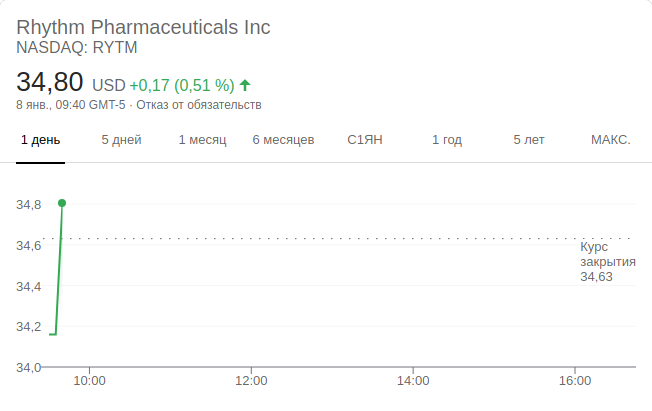 Rhythm Pharmaceuticals Inc
NASDAQ: RYTM
34,80 USD +0,17 (0,51 %)
8 янв., 09:40 GMT-5 · Отказ от обязательств
1 день 5 дней 1 месяц 6 месяцев С1ЯН 1 год 5 лет МАКС.
34,8
34,6
34,4
34,2
34,0
Курс
закрытия
34,63
10:00 12:00 14:00 16:00